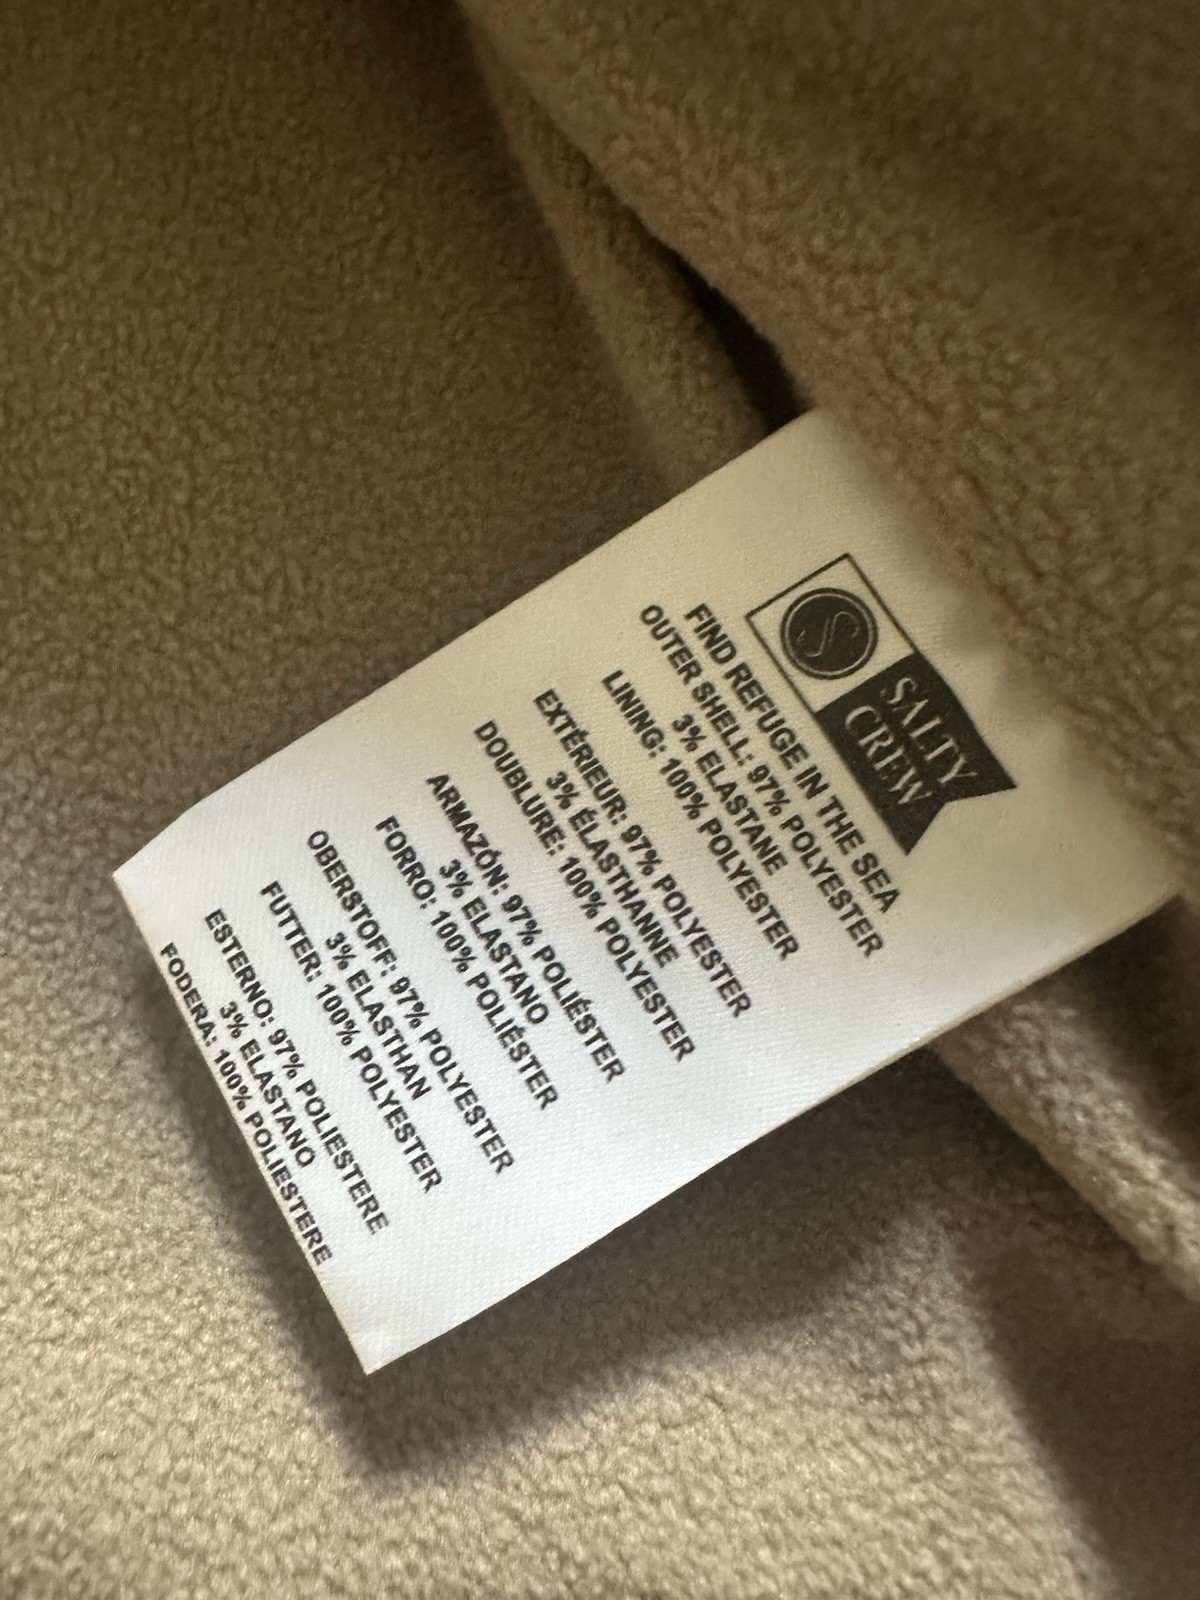 SALTY
CREW
FIND REFUGE IN THE SEA
OUTER SHELL: 97% POLYESTER
3% ELASTANE
LINING: 100% POLYESTER
EXTÉRIEUR: 97% POLYESTER
3% ÉLASTHANNE
DOUBLURE: 100% POLYESTER
ARMAZÓN: 97% POLIÉSTER
3% ELASTANO
FORRO: 100% POLIÉSTER
OBERSTOFF: 97% POLYESTER
3% ELASTHAN
FUTTER: 100% POLYESTER
ESTERNO: 97% POLIESTERE
3% ELASTANO
FODERA: 100% POLIESTERE